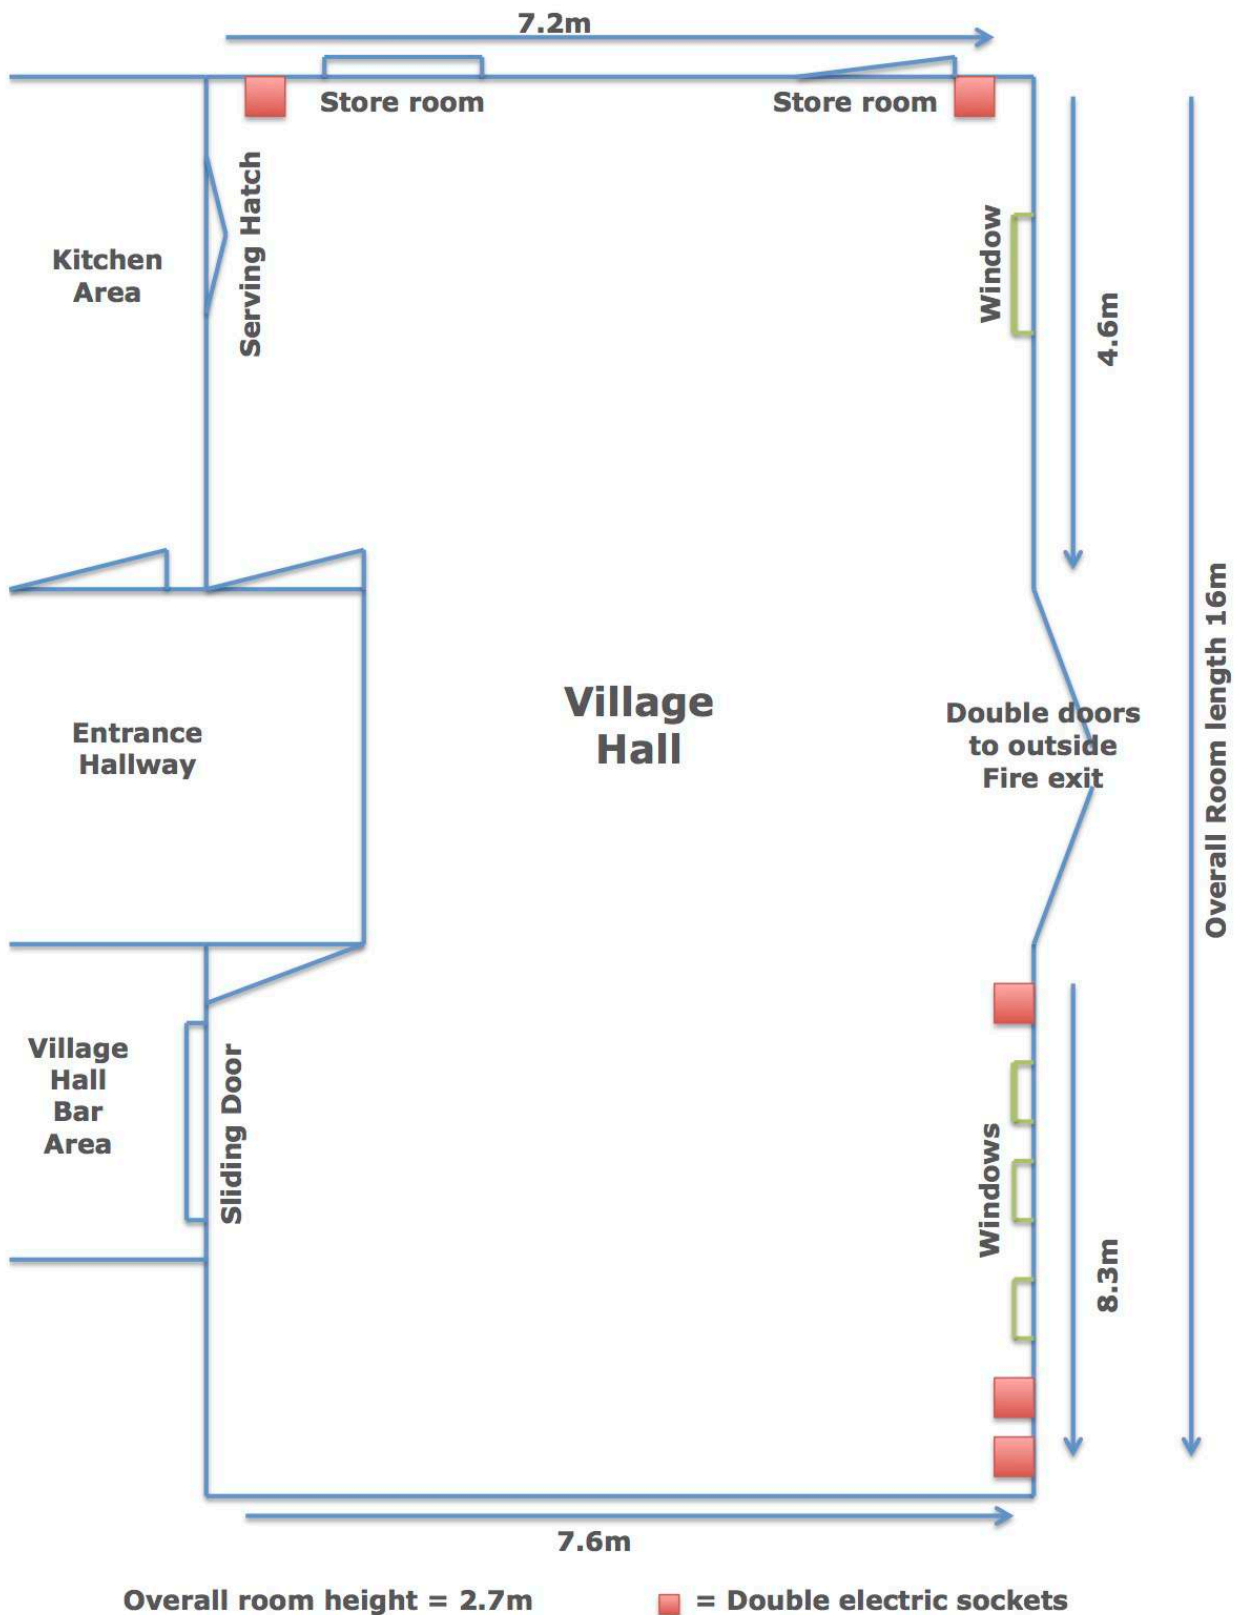 7.2m
Store room
Store room
Serving Hatch
Kitchen
Area
Window
4.6m
Overall Room length 16m
Village
Hall
Entrance
Hallway
Double doors
to outside
Fire exit
Village
Hall
Bar
Area
Sliding Door
Windows
8.3m
7.6m
Overall room height = 2.7m
= Double electric sockets